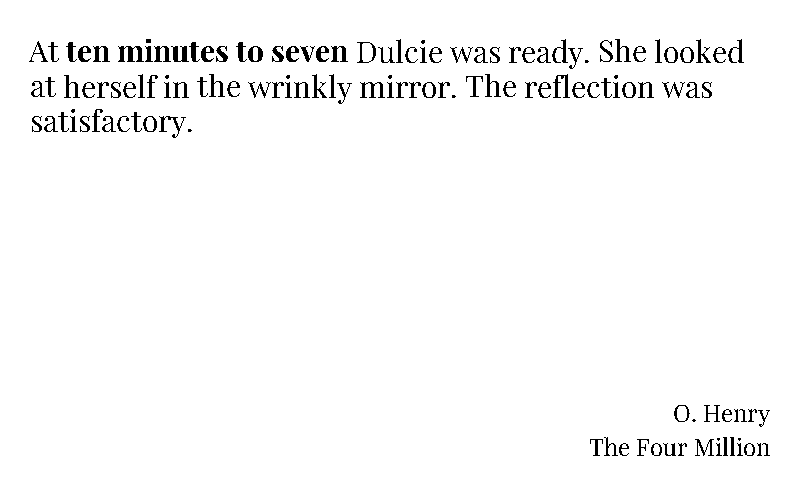 At ten minutes to seven Dulcie was ready. She looked
at herself in the wrinkly mirror. The reflection was
satisfactory.
O. Henry
The Four Million